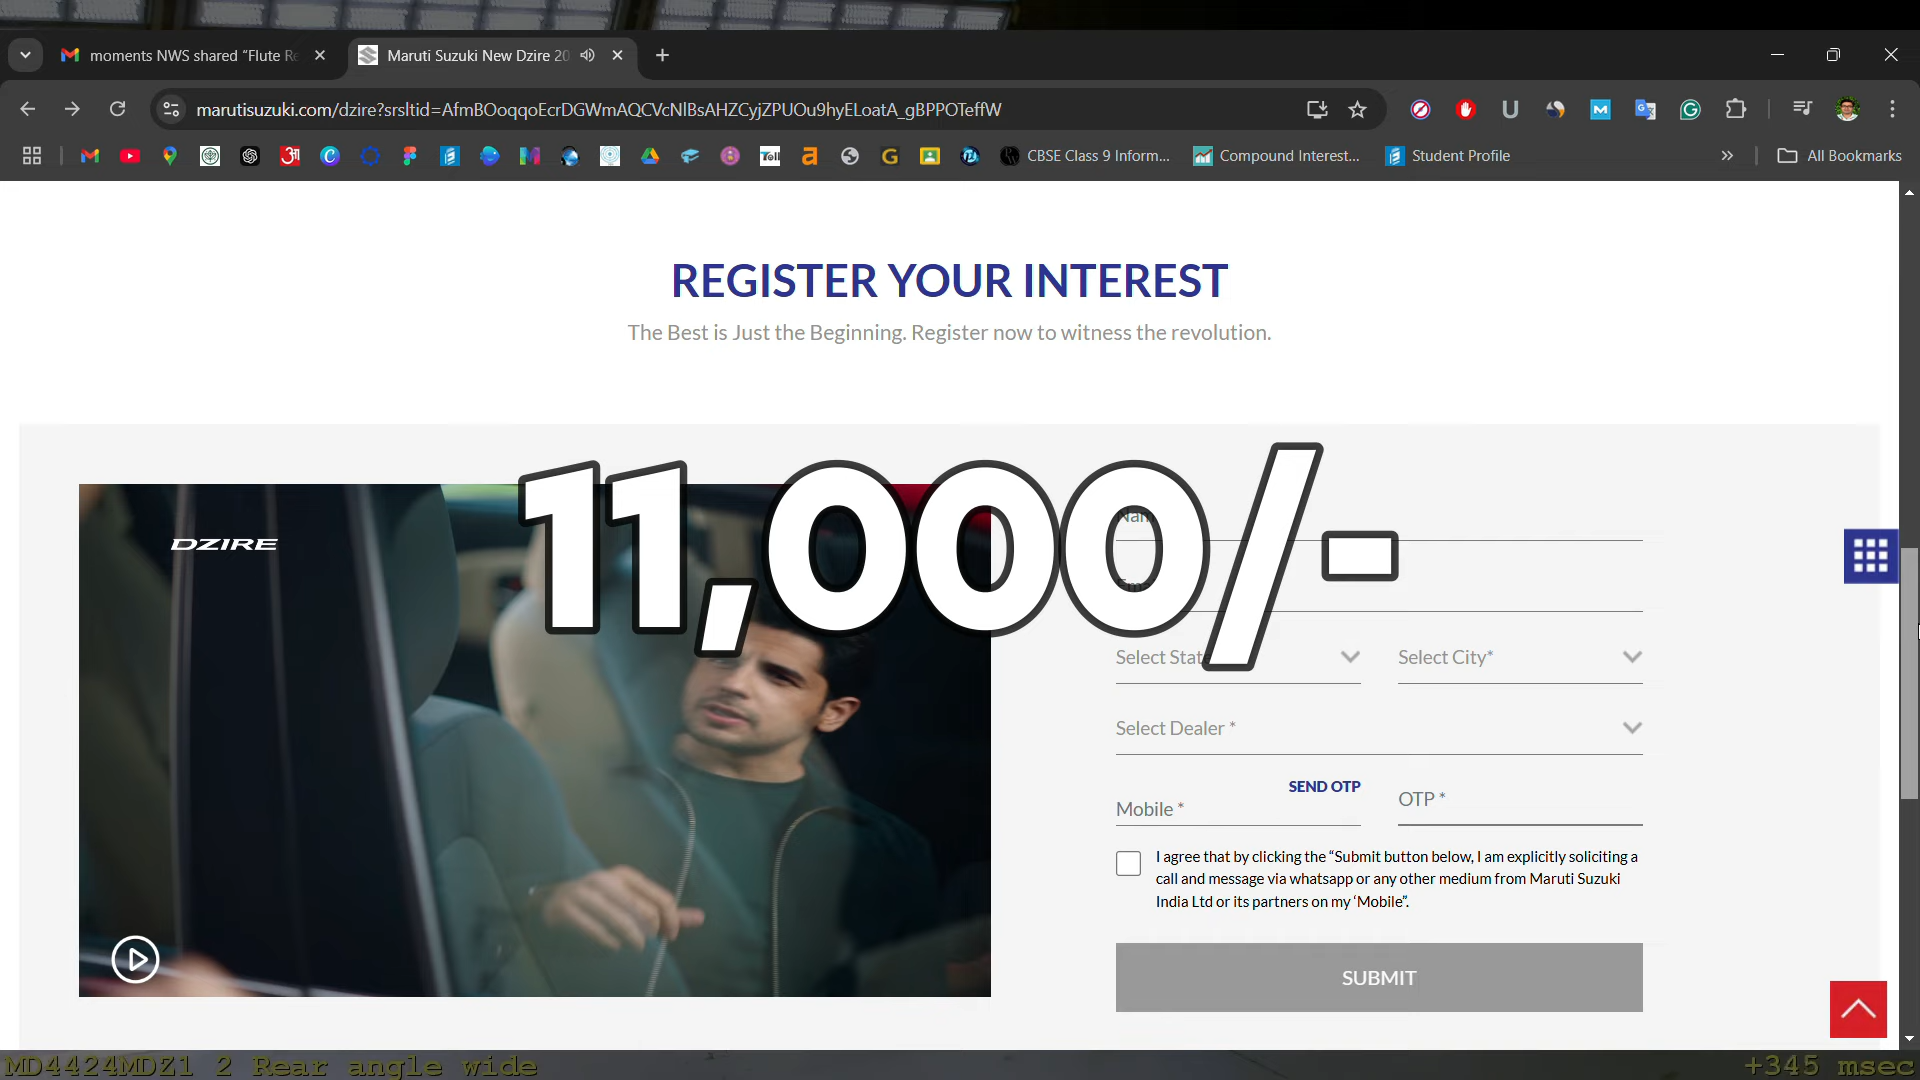 moments NWS shared “Flute Re
Maruti Suzuki New Dzire 20
marutisuzuki.com/dzire?srsltid=AfmBOoqqoEcrDGWmAQCVcNlBsAHZCyjZPUOu9hyELoatA_gBPPOTeffW
CBSE Class 9 Inform...
Compound Interest...
Student Profile
All Bookmarks
REGISTER YOUR INTEREST
The Best is Just the Beginning. Register now to witness the revolution.
DZIRE
11,000/-
Select State
Select City*
Select Dealer *
SEND OTP
Mobile *
OTP *
I agree that by clicking the “Submit button below, I am explicitly soliciting a
call and message via whatsapp or any other medium from Maruti Suzuki
India Ltd or its partners on my ‘Mobile”.
SUBMIT
MD4424MDZ1 2 Rear angle wide
+345 msec